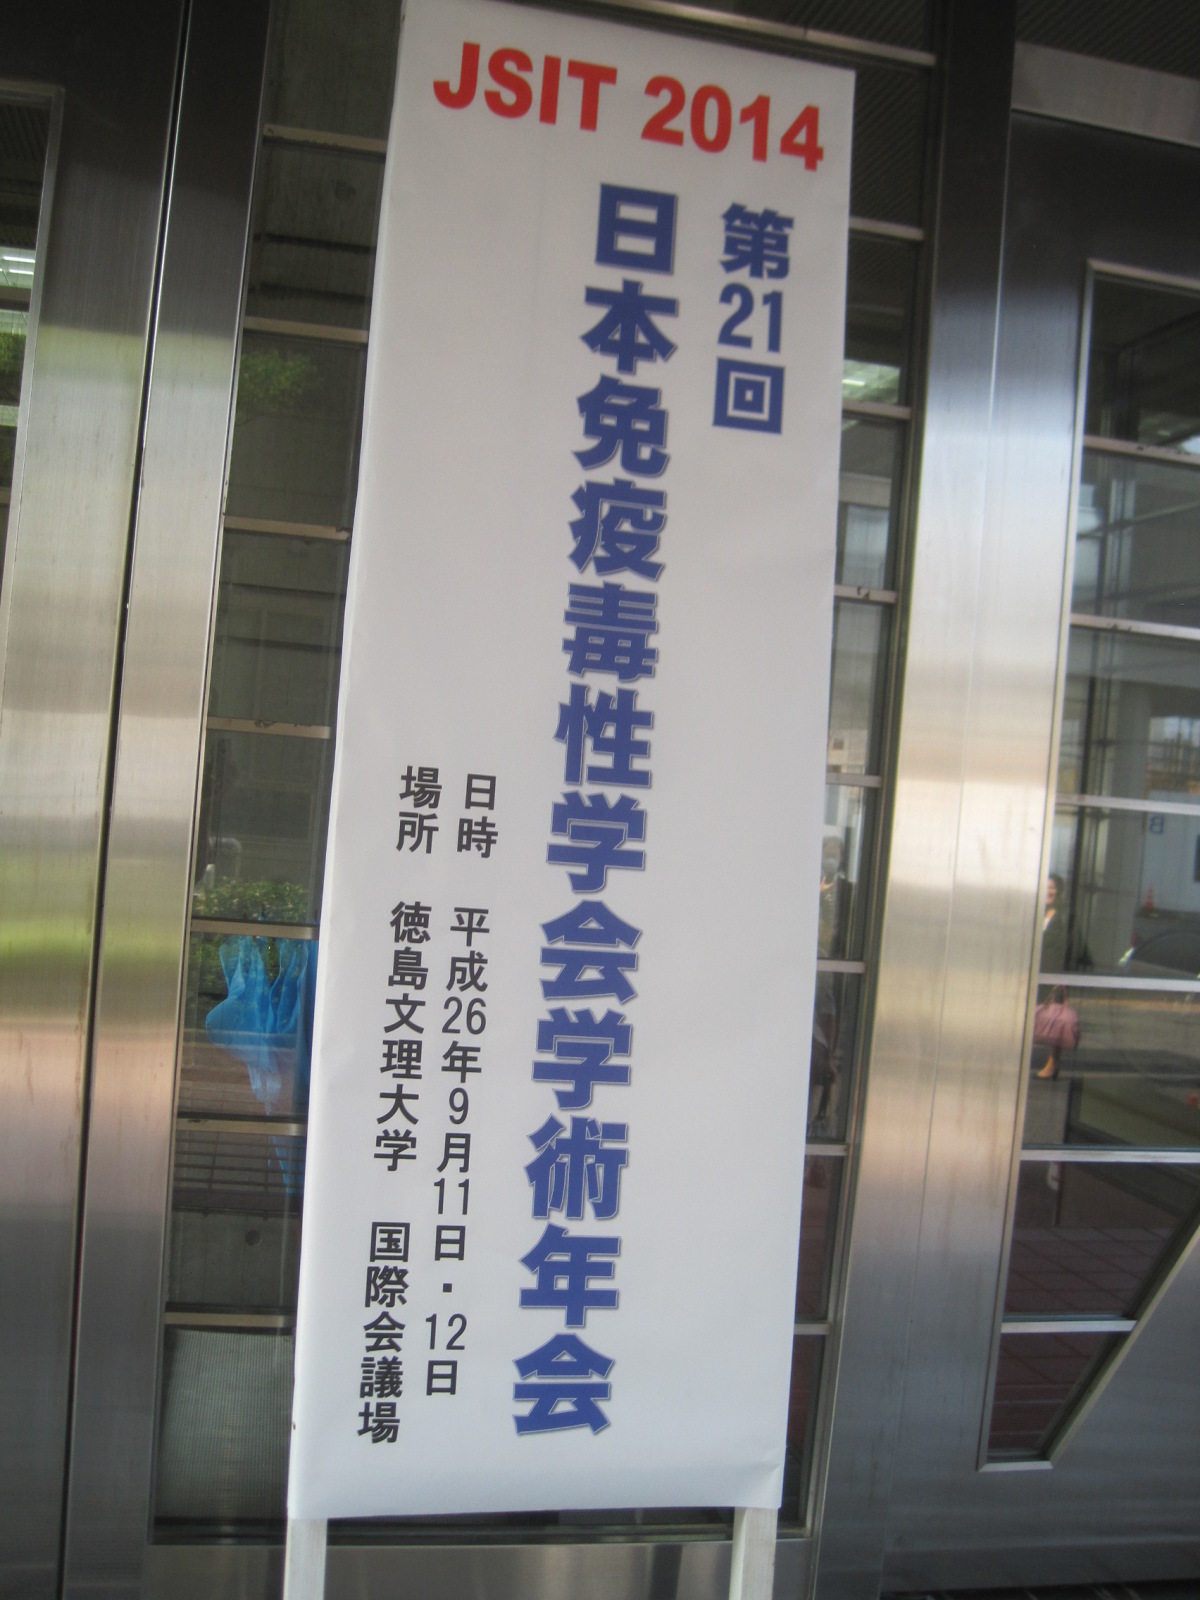 JSIT 2014
第21回
日本免疫毒性学会学術年会
日時 平成26年9月11日・12日
場所 徳島文理大学 国際会議場